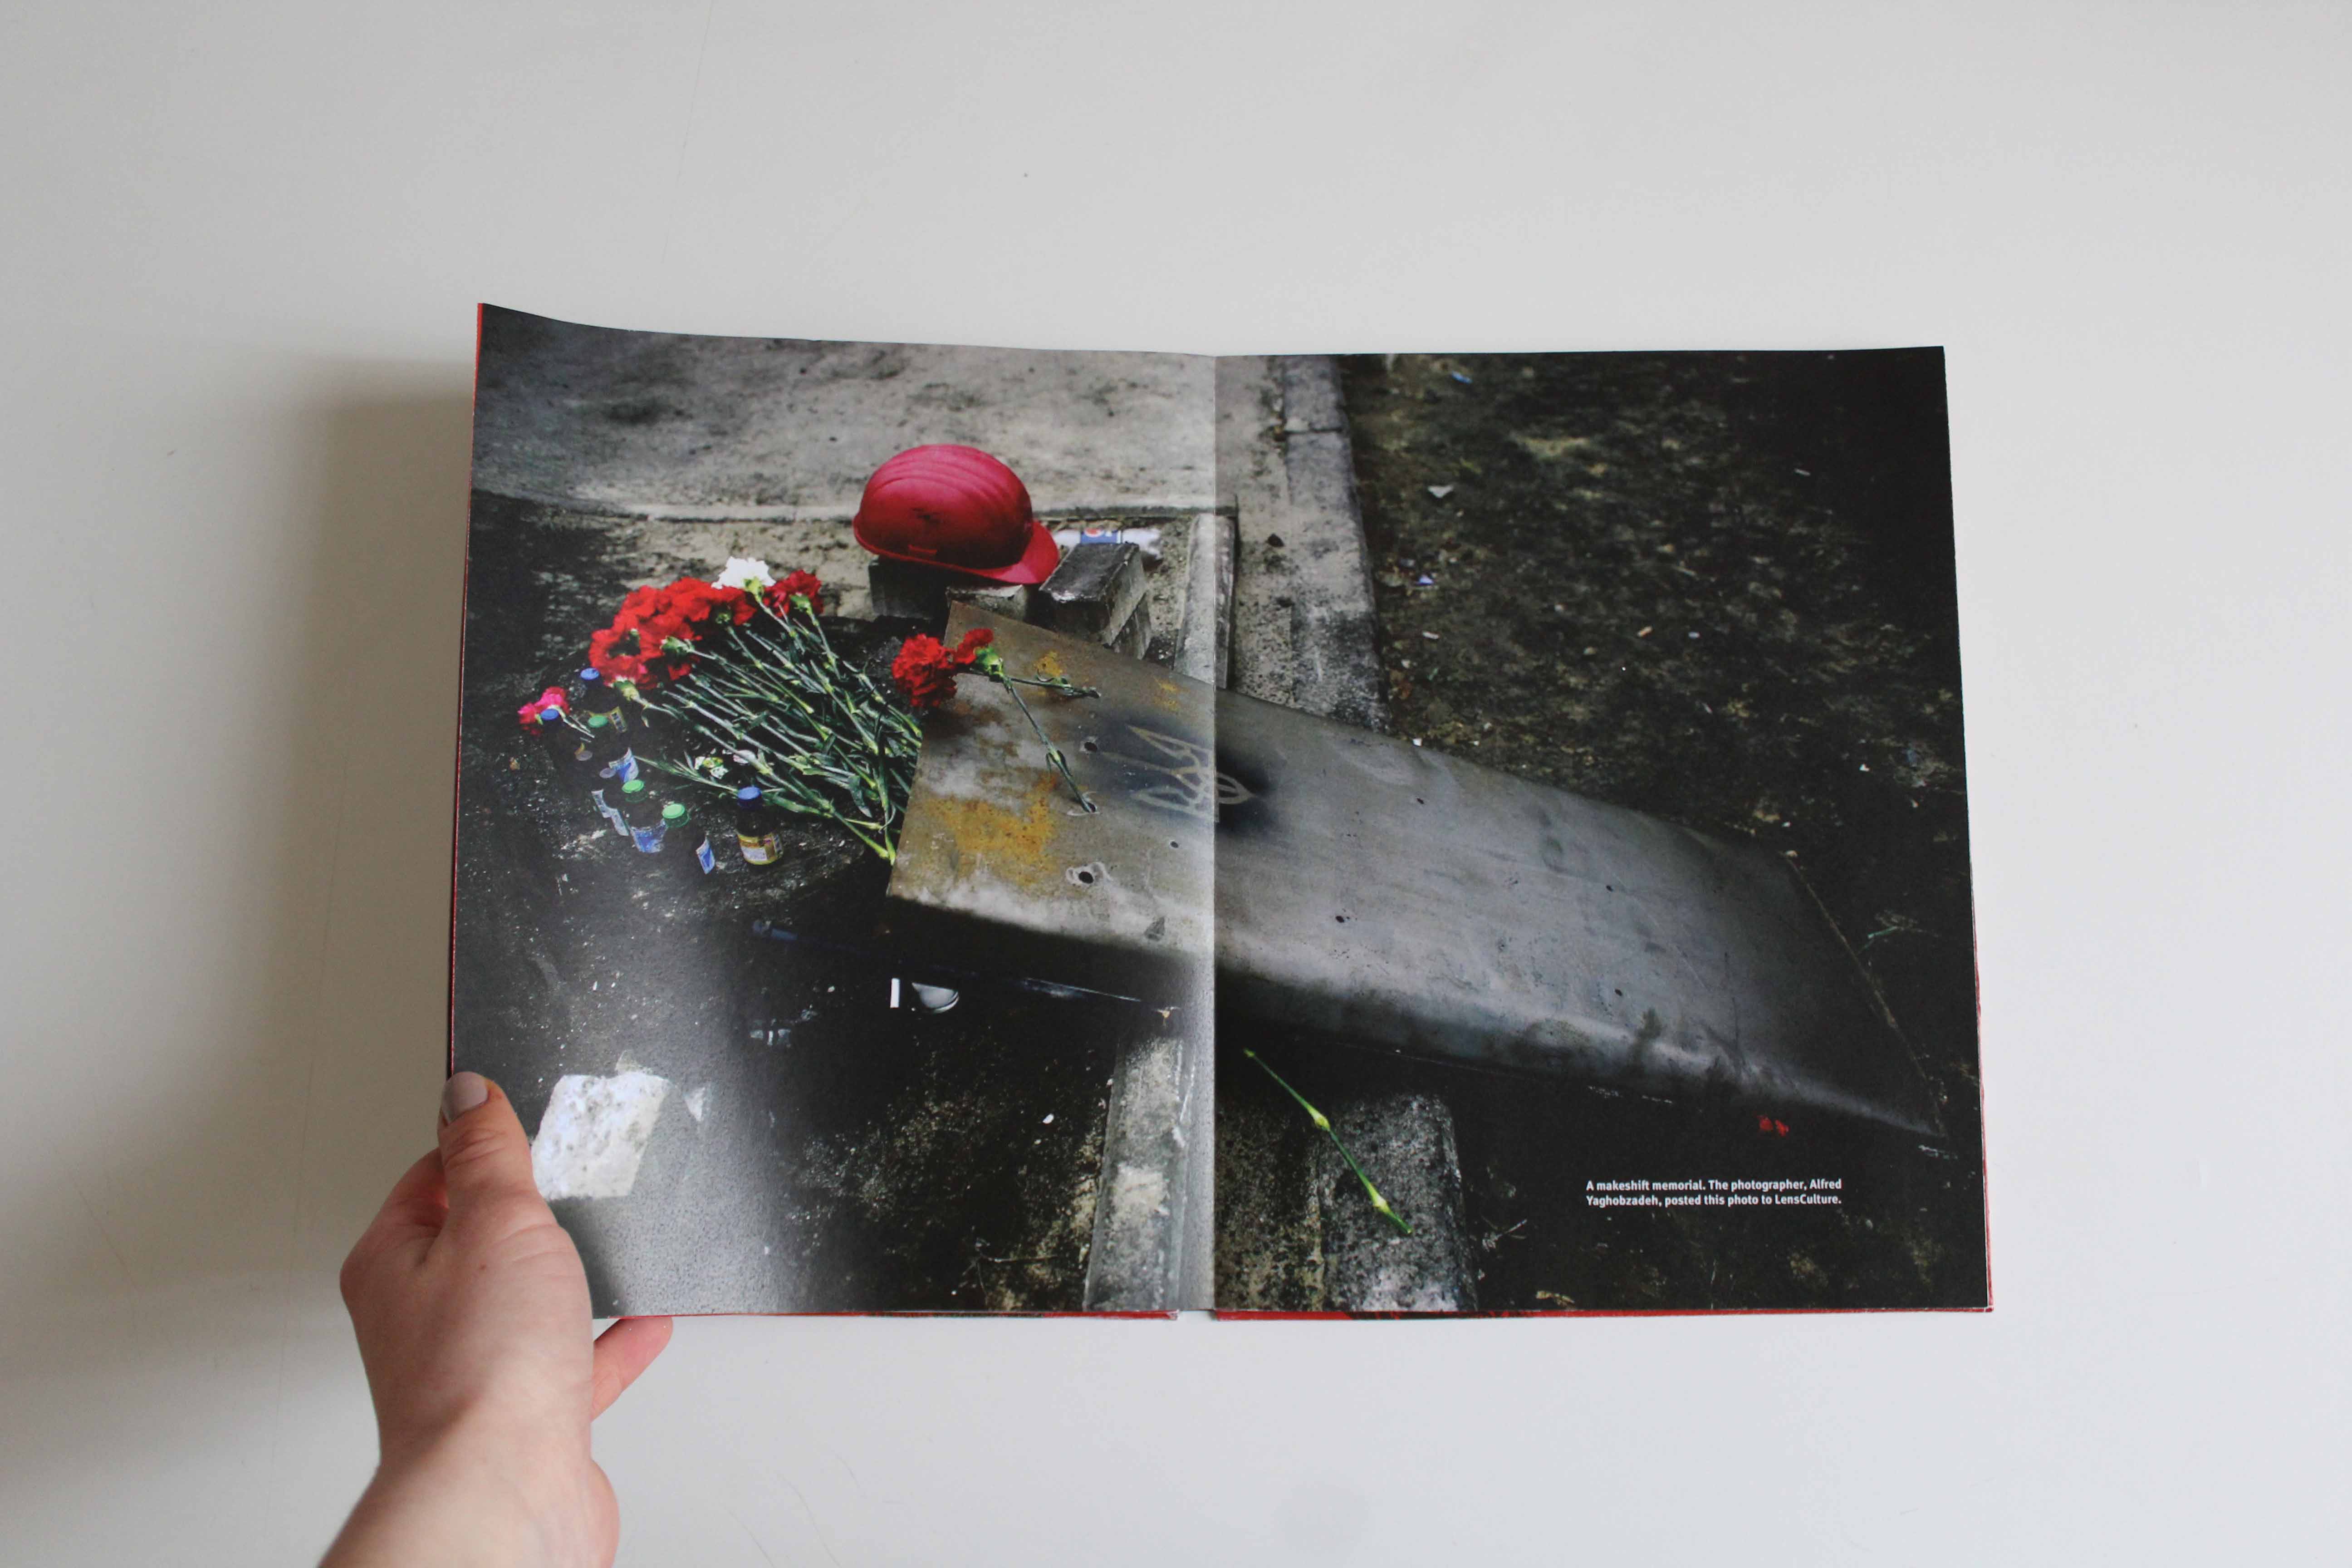 A makeshift memorial. The photographer, Alfred
Yaghobzadeh, posted this photo to LensCulture.